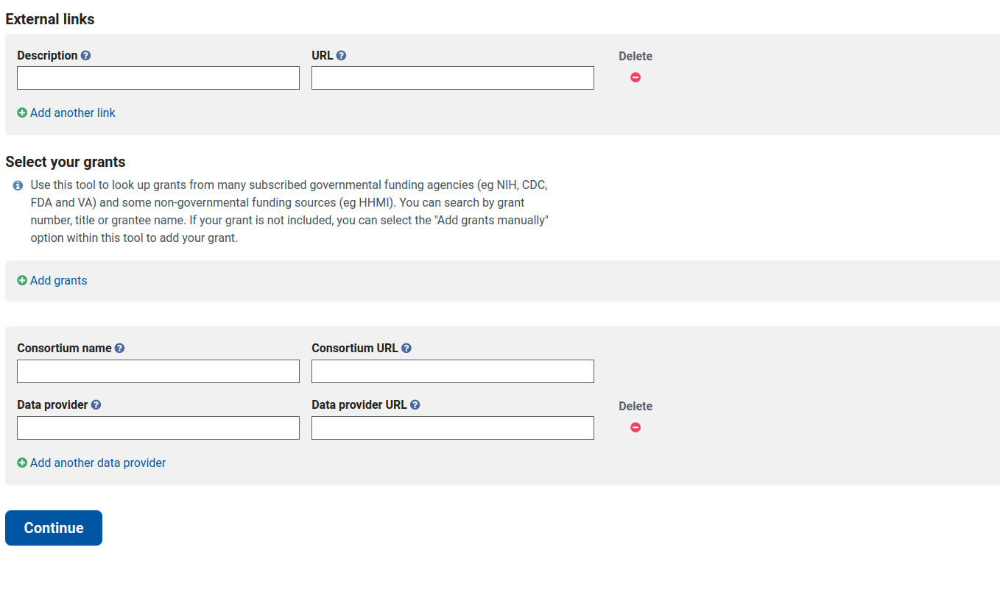 External links
Description
URL
Delete
Add another link
Select your grants
Use this tool to look up grants from many subscribed governmental funding agencies (eg NIH, CDC,
FDA and VA) and some non-governmental funding sources (eg HHMI). You can search by grant
number, title or grantee name. If your grant is not included, you can select the "Add grants manually"
option within this tool to add your grant.
Add grants
Consortium name
Consortium URL
Data provider
Data provider URL
Delete
Add another data provider
Continue